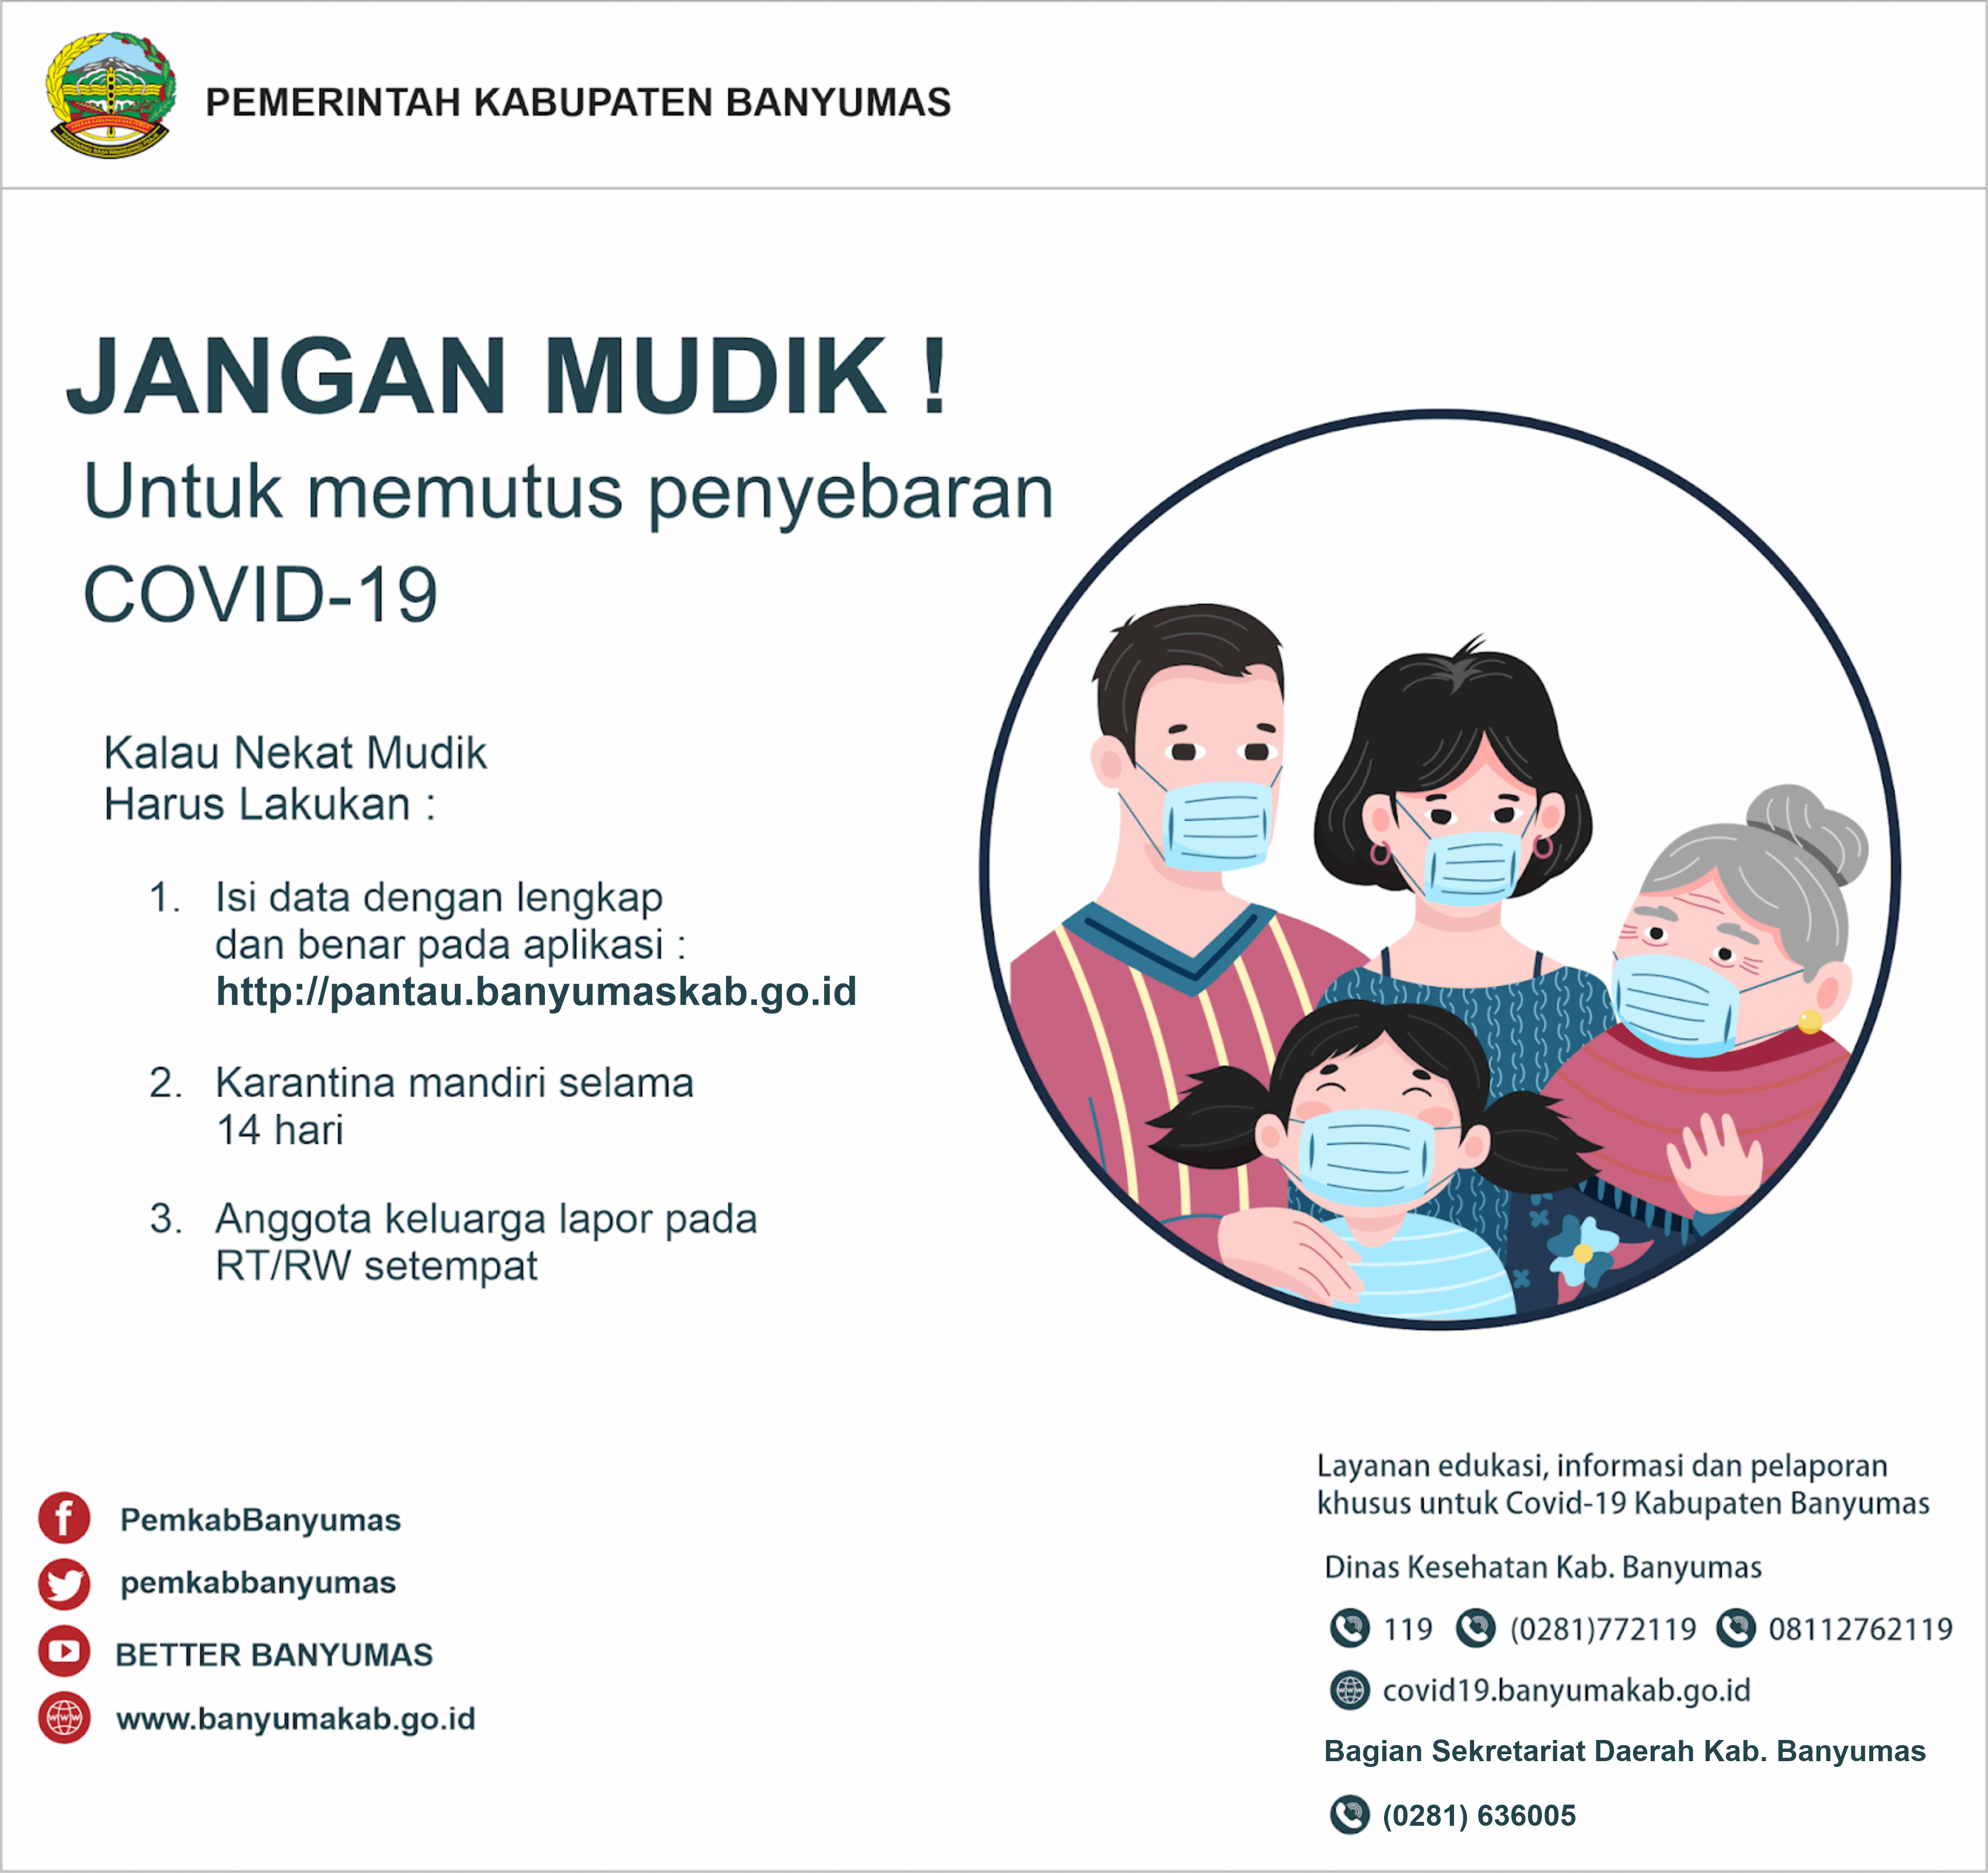 PEMERINTAH KABUPATEN BANYUMAS
JANGAN MUDIK !
Untuk memutus penyebaran
COVID-19
Kalau Nekat Mudik
Harus Lakukan :
1. Isi data dengan lengkap
dan benar pada aplikasi :
http://pantau.banyumaskab.go.id
2. Karantina mandiri selama
14 hari
3. Anggota keluarga lapor pada
RT/RW setempat
PemkabBanyumas
pemkabbanyumas
BETTER BANYUMAS
www.banyumakab.go.id
Layanan edukasi, informasi dan pelaporan
khusus untuk Covid-19 Kabupaten Banyumas
Dinas Kesehatan Kab. Banyumas
119 (0281)772119 08112762119
covid19.banyumakab.go.id
Bagian Sekretariat Daerah Kab. Banyumas
(0281) 636005